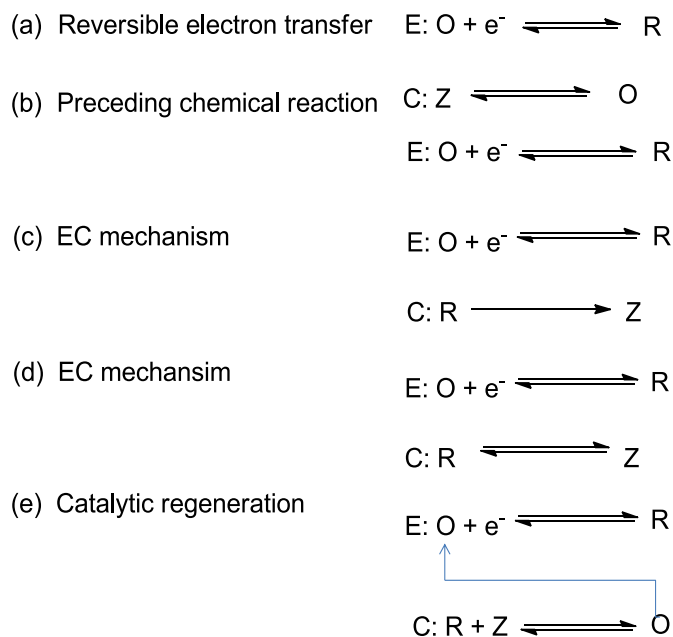 (a) Reversible electron transfer E: O + e⁻ ⇌ R
(b) Preceding chemical reaction C: Z ⇌ O
E: O + e⁻ ⇌ R
(c) EC mechanism E: O + e⁻ ⇌ R
C: R → Z
(d) EC mechansim E: O + e⁻ ⇌ R
C: R ⇌ Z
(e) Catalytic regeneration E: O + e⁻ ⇌ R
C: R + Z ⇌ O